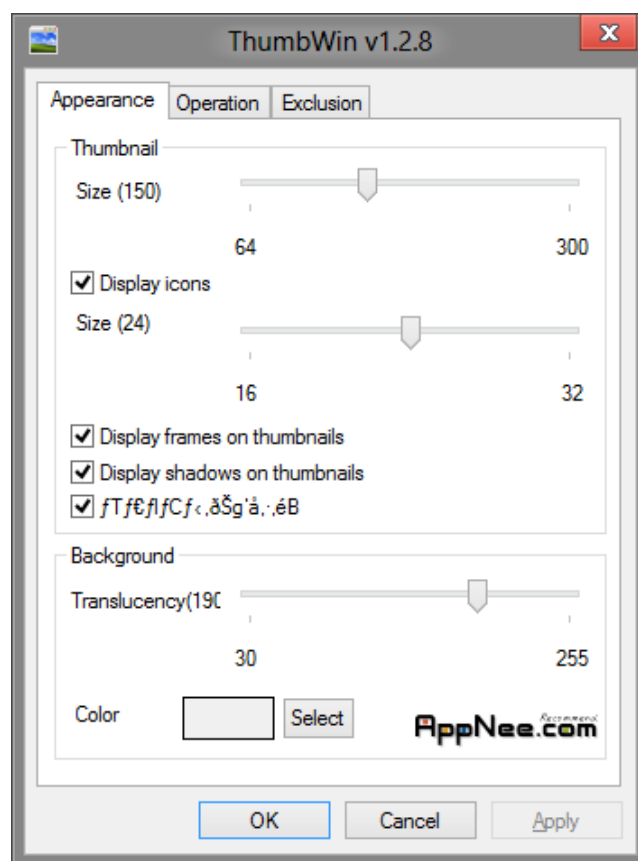 ThumbWin v1.2.8
Appearance Operation Exclusion
Thumbnail
Size (150)
64 300
Display icons
Size (24)
16 32
Display frames on thumbnails
Display shadows on thumbnails
ƒTƒ€ƒlƒCƒ‹‚ðŠg'å‚·‚éB
Background
Translucency(190
30 255
Color Select
Recommend
AppNee.com
OK Cancel Apply